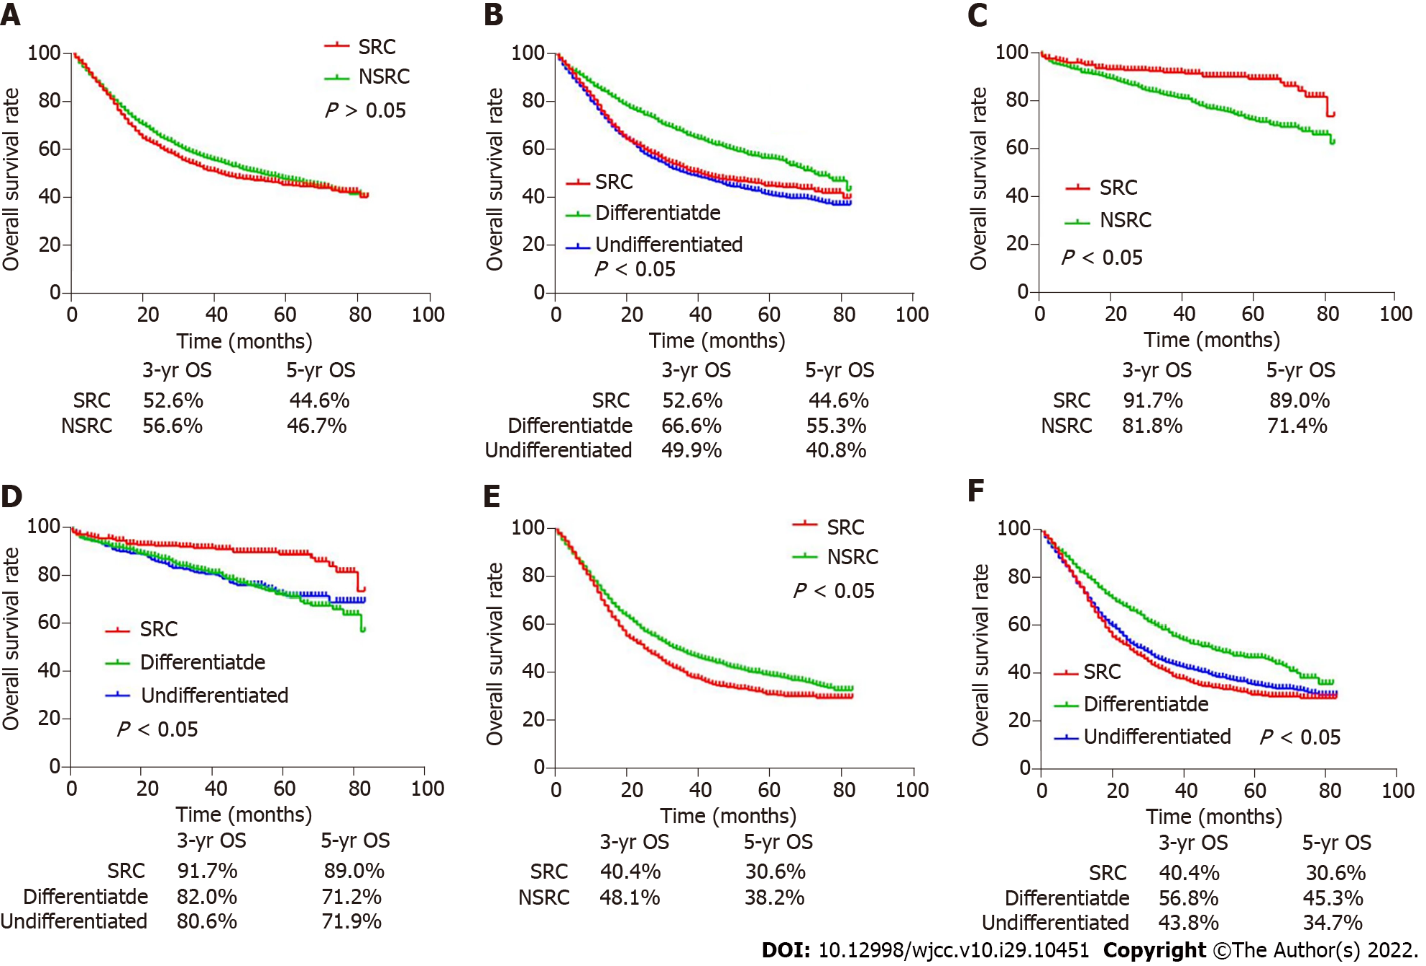 A
100
80
60
40
20
0
Overall survival rate
SRC
NSRC
P > 0.05
0 20 40 60 80 100
Time (months)
3-yr OS 5-yr OS
SRC 52.6% 44.6%
NSRC 56.6% 46.7%
B
100
80
60
40
20
0
Overall survival rate
SRC
Differentiatde
Undifferentiated
P < 0.05
0 20 40 60 80 100
Time (months)
3-yr OS 5-yr OS
SRC 52.6% 44.6%
Differentiatde 66.6% 55.3%
Undifferentiated 49.9% 40.8%
C
100
80
60
40
20
0
Overall survival rate
SRC
NSRC
P < 0.05
0 20 40 60 80 100
Time (months)
3-yr OS 5-yr OS
SRC 91.7% 89.0%
NSRC 81.8% 71.4%
D
100
80
60
40
20
0
Overall survival rate
SRC
Differentiatde
Undifferentiated
P < 0.05
0 20 40 60 80 100
Time (months)
3-yr OS 5-yr OS
SRC 91.7% 89.0%
Differentiatde 82.0% 71.2%
Undifferentiated 80.6% 71.9%
E
100
80
60
40
20
0
Overall survival rate
SRC
NSRC
P < 0.05
0 20 40 60 80 100
Time (months)
3-yr OS 5-yr OS
SRC 40.4% 30.6%
NSRC 48.1% 38.2%
F
100
80
60
40
20
0
Overall survival rate
SRC
Differentiatde
Undifferentiated P < 0.05
0 20 40 60 80 100
Time (months)
3-yr OS 5-yr OS
SRC 40.4% 30.6%
Differentiatde 56.8% 45.3%
Undifferentiated 43.8% 34.7%
DOI: 10.12998/wjcc.v10.i29.10451 Copyright ©The Author(s) 2022.